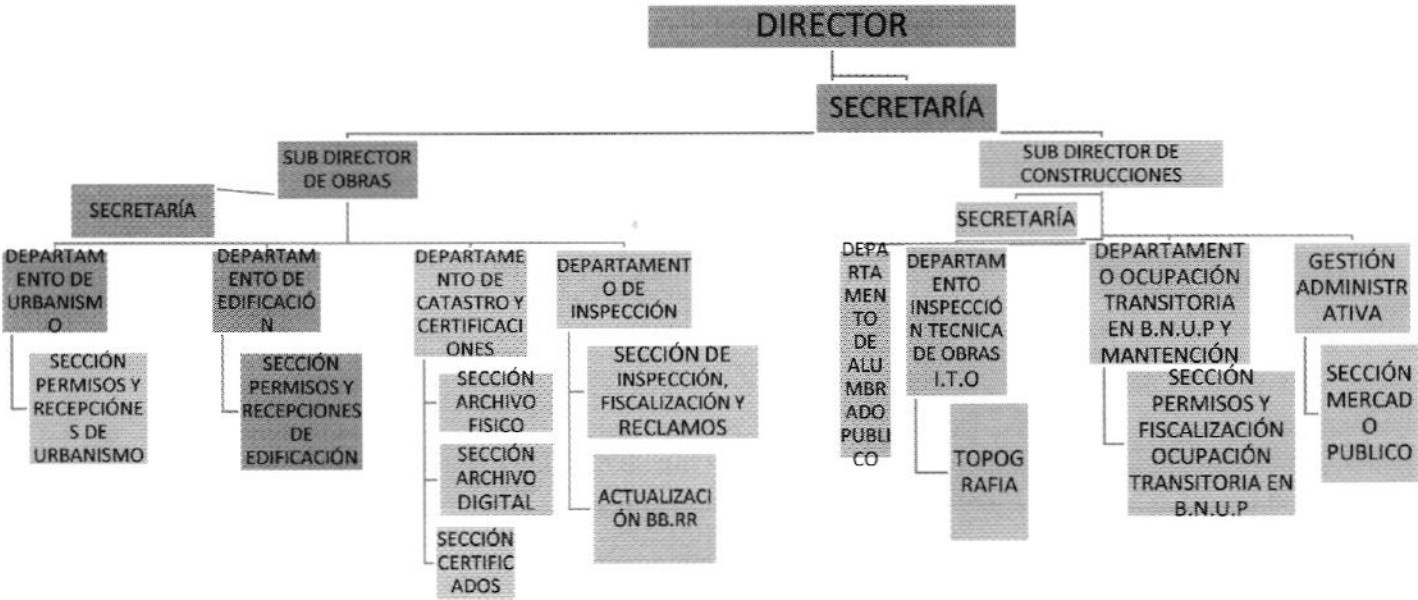 DIRECTOR
SECRETARÍA
SUB DIRECTOR
DE OBRAS
SECRETARÍA
DEPARTAM
ENTO DE
URBANISM
O
SECCIÓN
PERMISOS Y
RECEPCIÓNE
S DE
URBANISMO
DEPARTAM
ENTO DE
EDIFICACIÓ
N
SECCIÓN
PERMISOS Y
RECEPCIONES
DE
EDIFICACIÓN
DEPARTAME
NTO DE
CATASTRO Y
CERTIFICACI
ONES
SECCIÓN
ARCHIVO
FISICO
SECCIÓN
ARCHIVO
DIGITAL
SECCIÓN
CERTIFIC
ADOS
DEPARTAMENT
O DE
INSPECCIÓN
SECCIÓN DE
INSPECCIÓN,
FISCALIZACIÓN Y
RECLAMOS
ACTUALIZACI
ÓN BB.RR
SUB DIRECTOR DE
CONSTRUCCIONES
SECRETARÍA
DEPA
RTA
MEN
TO
DE
ALU
MBR
ADO
PUBLI
CO
DEPARTAM
ENTO
INSPECCIÓ
N TECNICA
DE OBRAS
I.T.O
TOPOG
RAFIA
DEPARTAMENT
O OCUPACIÓN
TRANSITORIA
EN B.N.U.P Y
MANTENCIÓN
SECCIÓN
PERMISOS Y
FISCALIZACIÓN
OCUPACIÓN
TRANSITORIA EN
B.N.U.P
GESTIÓN
ADMINISTR
ATIVA
SECCIÓN
MERCAD
O
PUBLICO